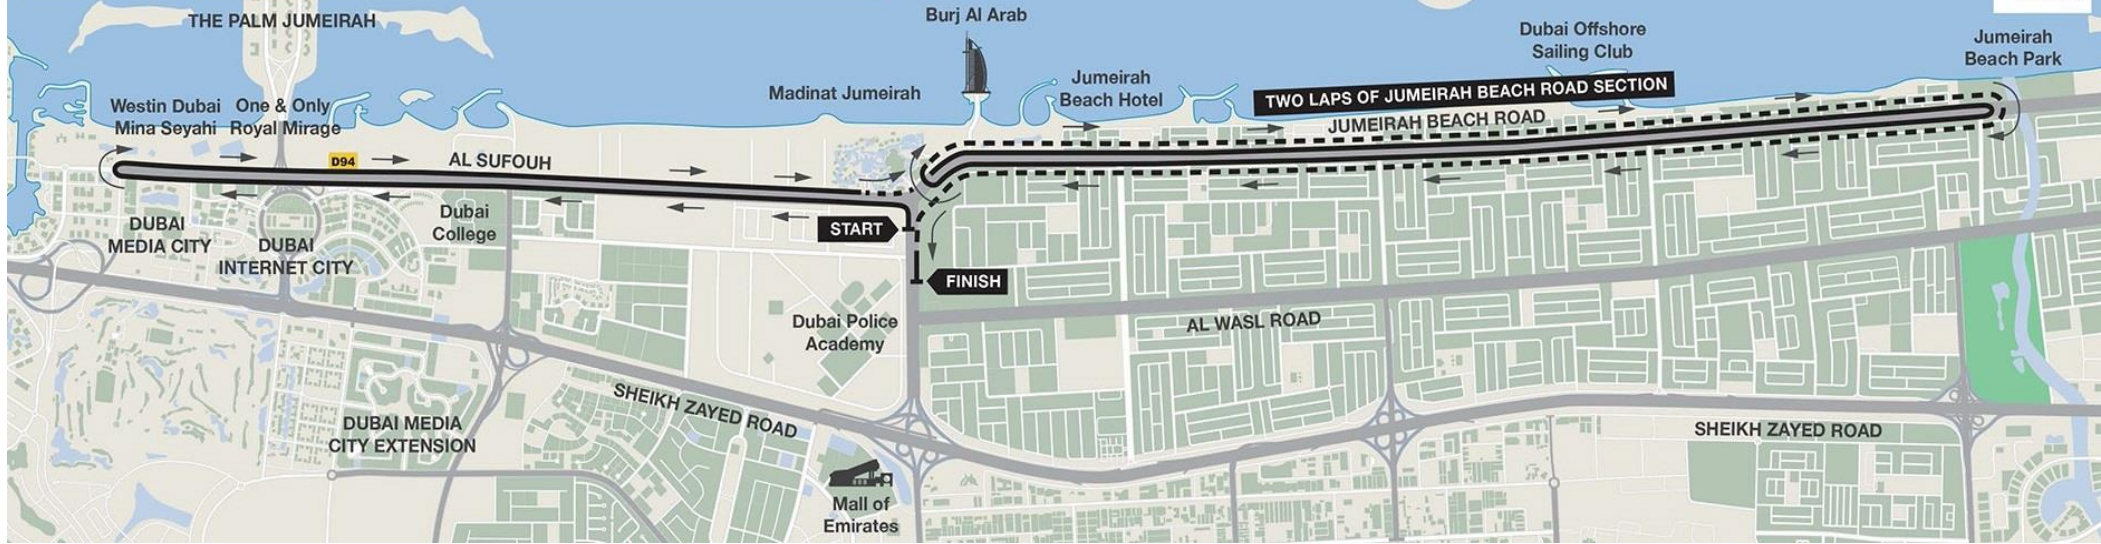 THE PALM JUMEIRAH
Burj Al Arab
Dubai Offshore
Sailing Club
Jumeirah
Beach Park
Westin Dubai
Mina Seyahi
One & Only
Royal Mirage
Madinat Jumeirah
Jumeirah
Beach Hotel
TWO LAPS OF JUMEIRAH BEACH ROAD SECTION
JUMEIRAH BEACH ROAD
D94
AL SUFOUH
DUBAI
MEDIA CITY
DUBAI
INTERNET CITY
Dubai
College
START
FINISH
Dubai Police
Academy
AL WASL ROAD
SHEIKH ZAYED ROAD
DUBAI MEDIA
CITY EXTENSION
SHEIKH ZAYED ROAD
Mall of
Emirates